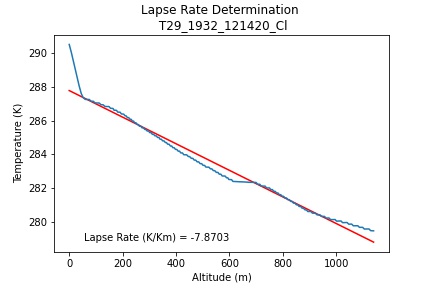 Lapse Rate Determination
T29_1932_121420_Cl
290
288
286
284
282
280
Temperature (K)
Lapse Rate (K/Km) = -7.8703
0 200 400 600 800 1000
Altitude (m)